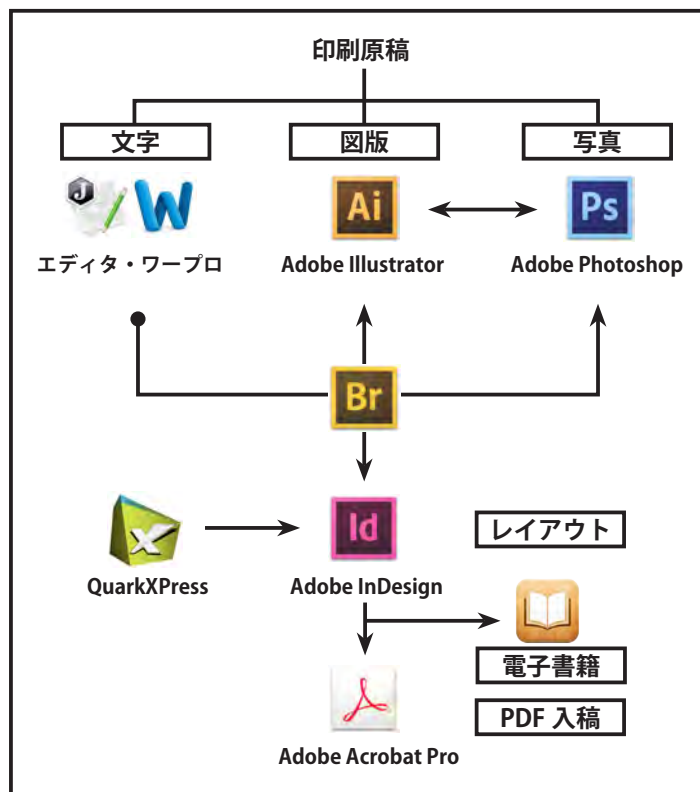 印刷原稿
文字
図版
写真
J
W
Ai
Ps
エディタ・ワープロ
Adobe Illustrator
Adobe Photoshop
Br
X
Id
レイアウト
QuarkXPress
Adobe InDesign
電子書籍
PDF 入稿
Adobe Acrobat Pro